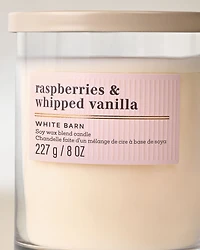 raspberries &
whipped vanilla
WHITE BARN
Soy wax blend candle
Chandelle faite d'un mélange de cire à base de soya
227 g / 8 OZ